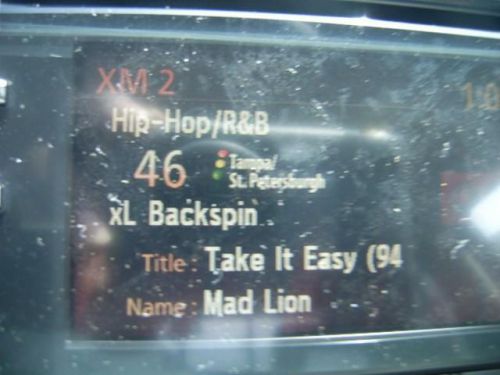 XM 2
Hip-Hop/R&B
46
Tampa/
St. Petersburgh
xL Backspin
Title : Take It Easy (94
Name : Mad Lion